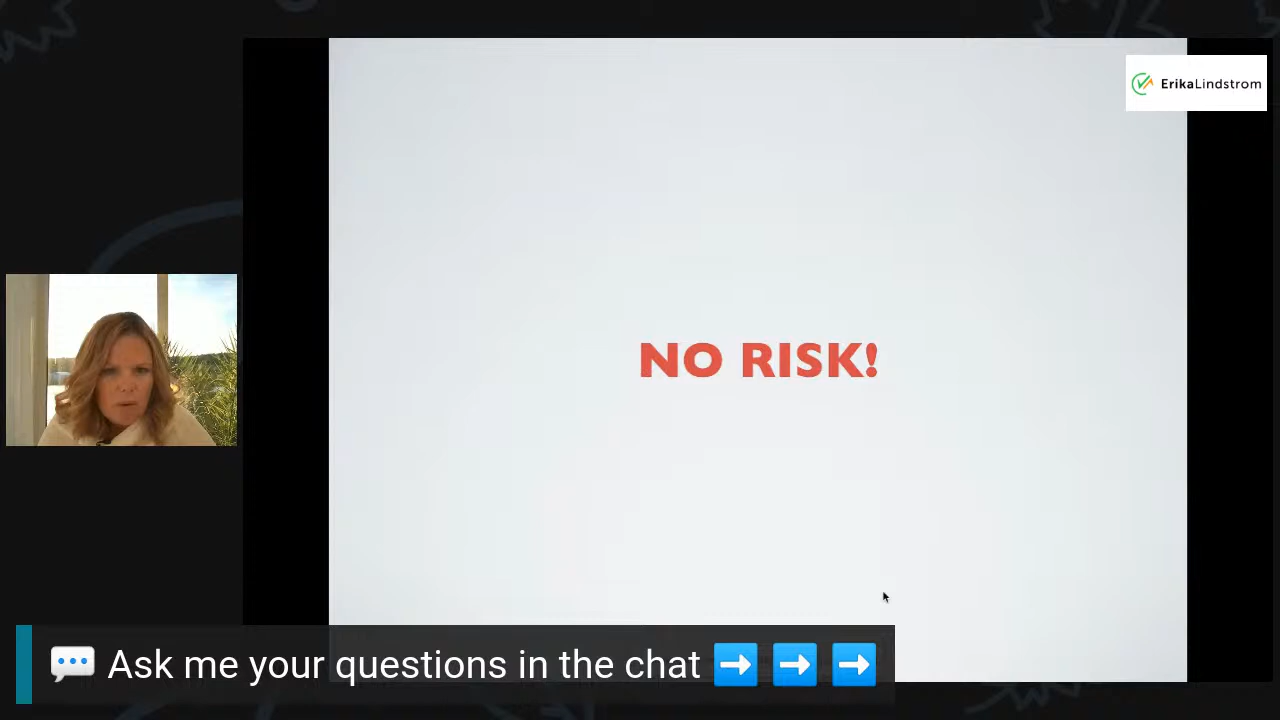 ErikaLindstrom
NO RISK!
💬 Ask me your questions in the chat ➡️ ➡️ ➡️